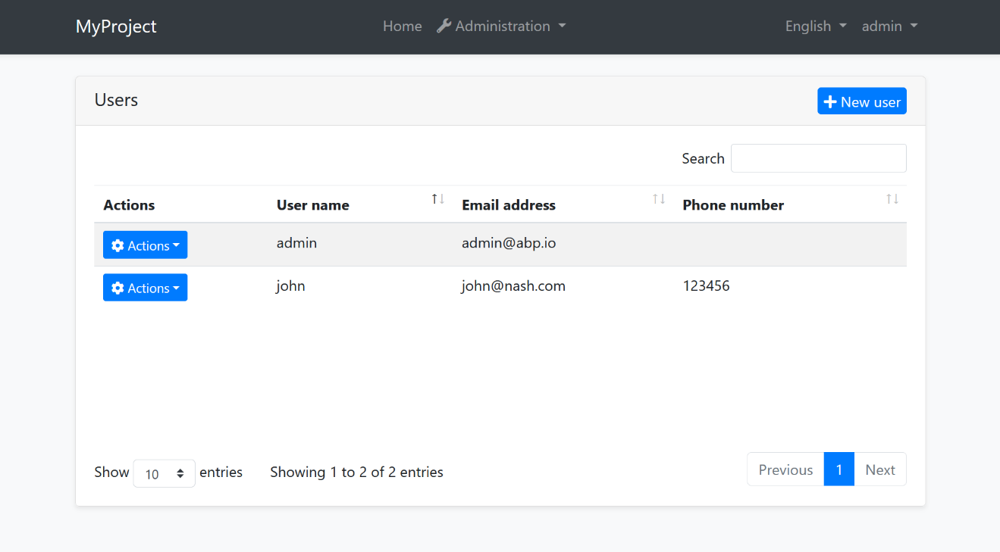 MyProject Home Administration English admin
Users New user
Search
Actions User name Email address Phone number
Actions admin admin@abp.io
Actions john john@nash.com 123456
Show 10 entries Showing 1 to 2 of 2 entries Previous 1 Next